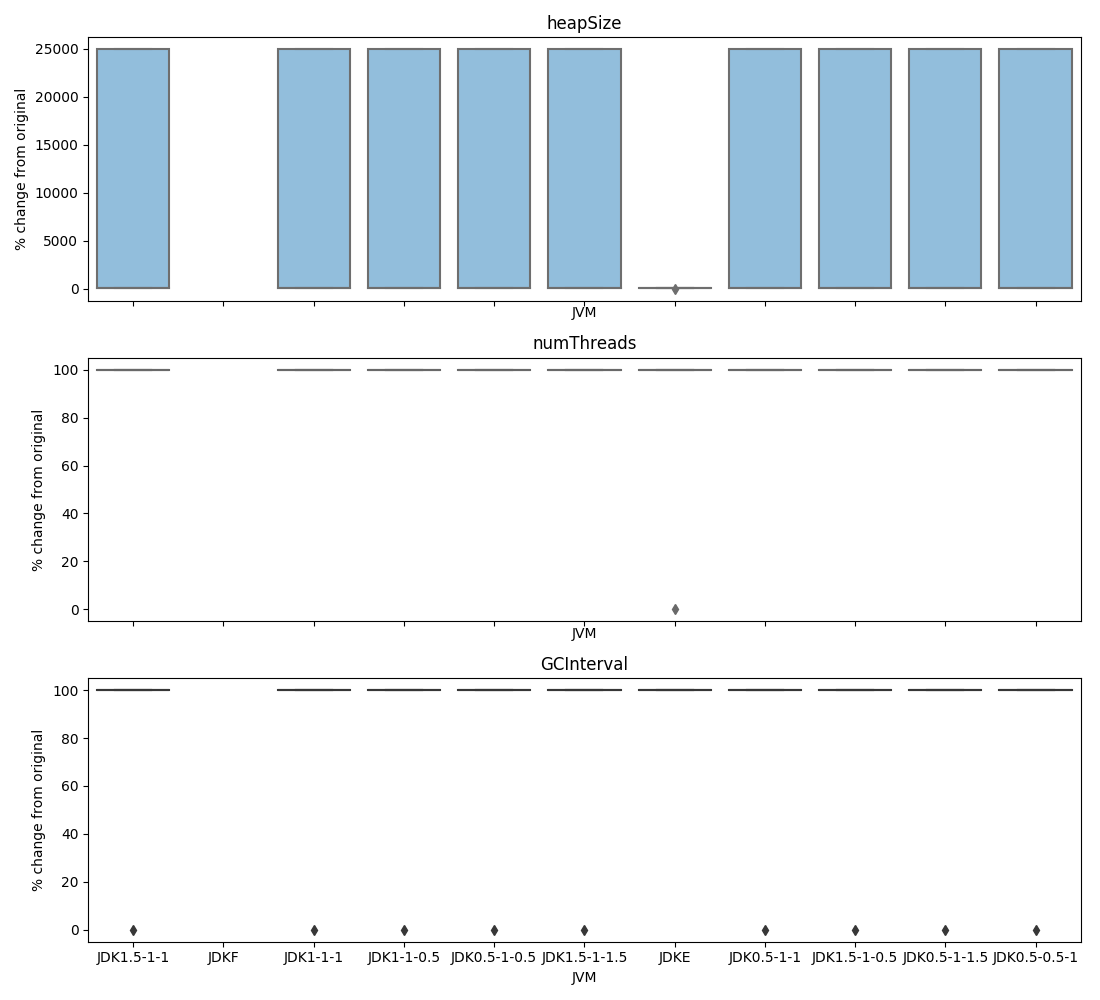 heapSize
% change from original
25000
20000
15000
10000
5000
0
JVM
numThreads
% change from original
100
80
60
40
20
0
JVM
GCInterval
% change from original
100
80
60
40
20
0
JDK1.5-1-1 JDKF JDK1-1-1 JDK1-1-0.5 JDK0.5-1-0.5 JDK1.5-1-1.5 JDKE JDK0.5-1-1 JDK1.5-1-0.5 JDK0.5-1-1.5 JDK0.5-0.5-1
JVM